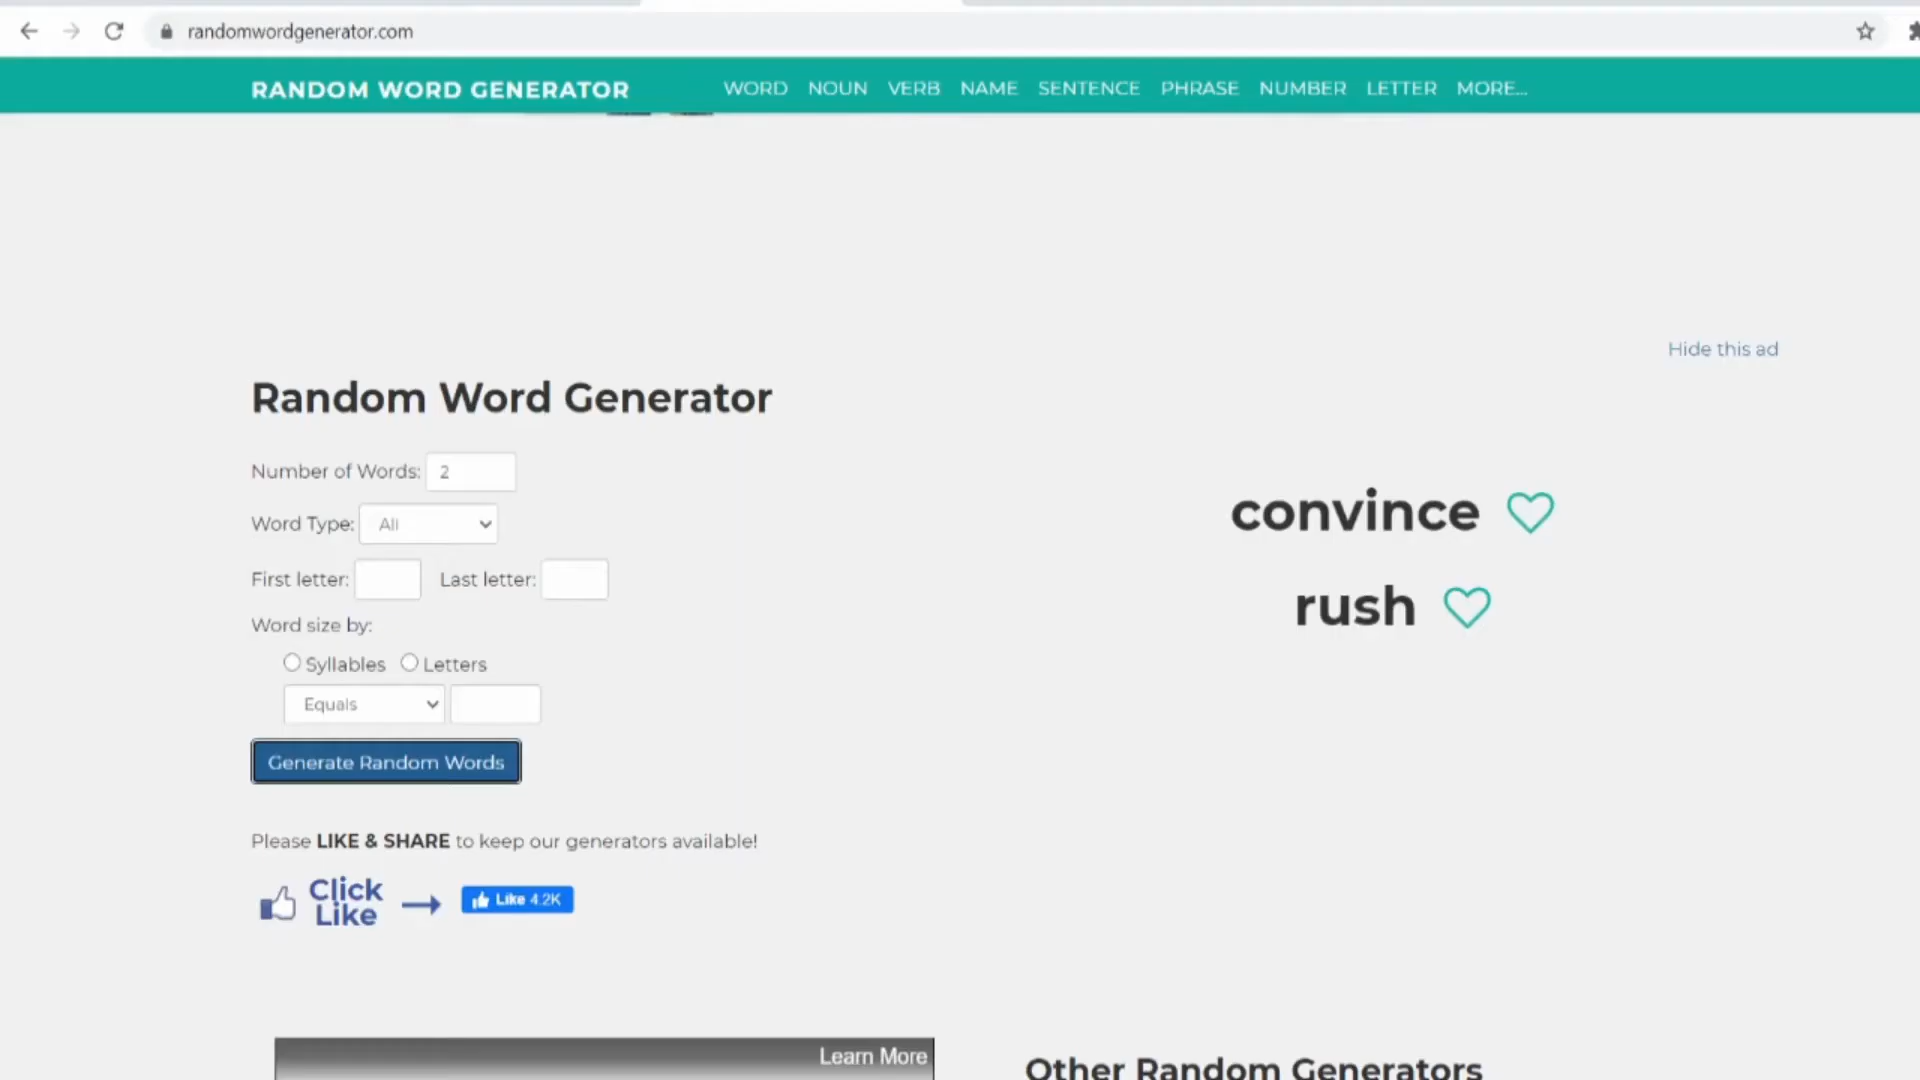 randomwordgenerator.com
RANDOM WORD GENERATOR WORD NOUN VERB NAME SENTENCE PHRASE NUMBER LETTER MORE...
Hide this ad
Random Word Generator
Number of Words: 2
Word Type: All
First letter: Last letter:
Word size by:
Syllables Letters
Equals
Generate Random Words
convince
rush
Please LIKE & SHARE to keep our generators available!
Click
Like
Like 4.2K
Learn More
Other Random Generators